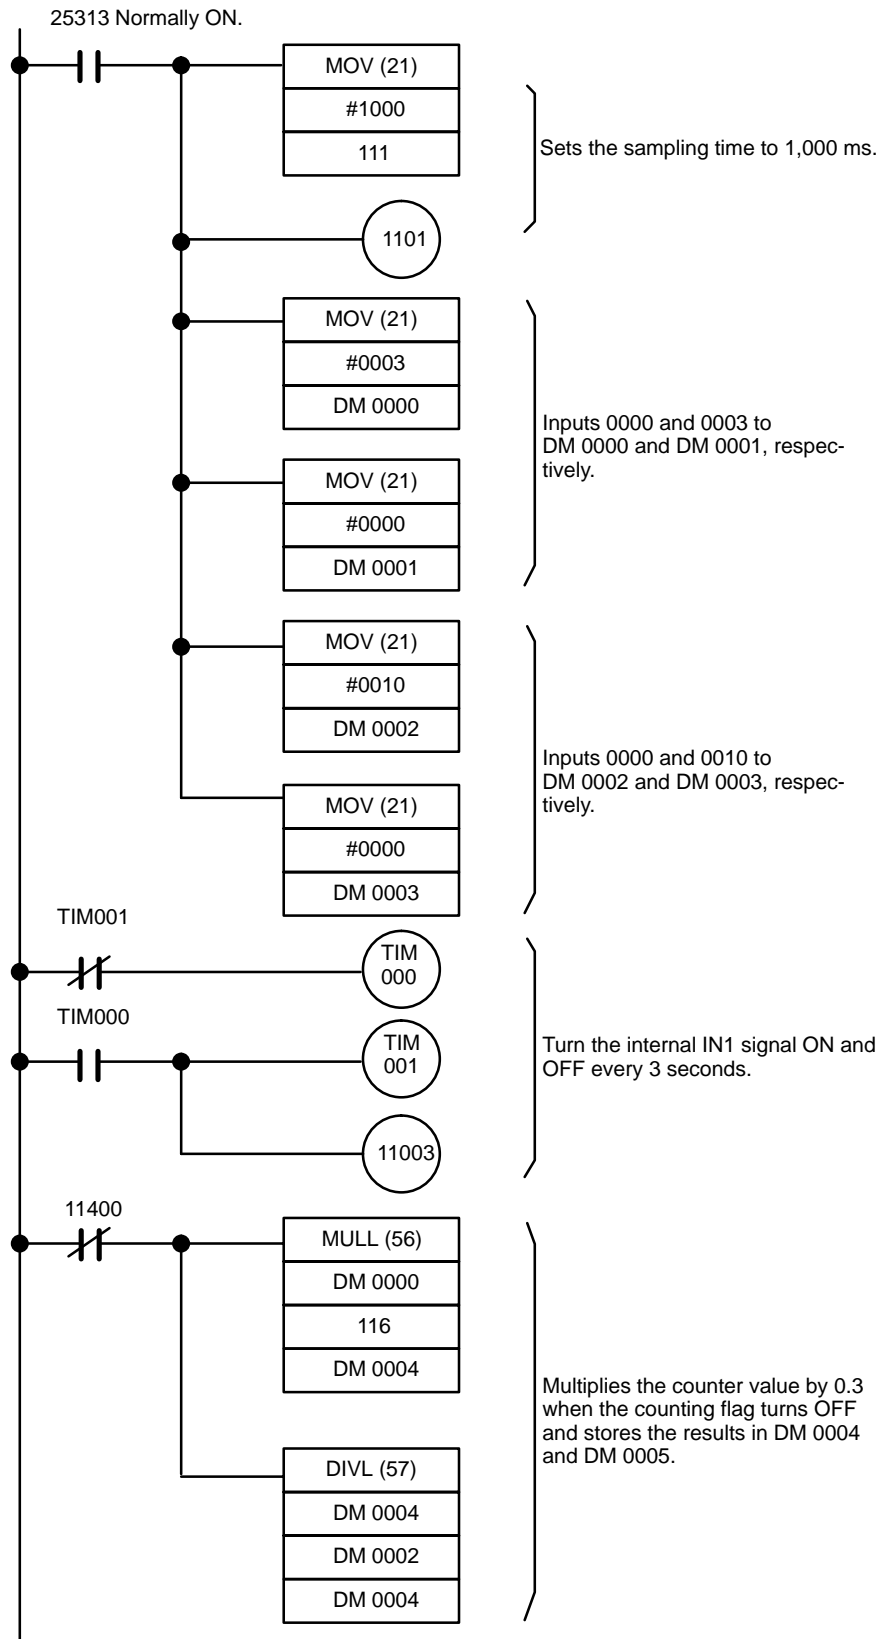 25313 Normally ON.
MOV (21)
#1000
111
Sets the sampling time to 1,000 ms.
1101
MOV (21)
#0003
DM 0000
Inputs 0000 and 0003 to
DM 0000 and DM 0001, respec-
tively.
MOV (21)
#0000
DM 0001
MOV (21)
#0010
DM 0002
Inputs 0000 and 0010 to
DM 0002 and DM 0003, respec-
tively.
MOV (21)
#0000
DM 0003
TIM001
TIM
000
TIM000
TIM
001
Turn the internal IN1 signal ON and
OFF every 3 seconds.
11003
11400
MULL (56)
DM 0000
116
DM 0004
Multiplies the counter value by 0.3
when the counting flag turns OFF
and stores the results in DM 0004
and DM 0005.
DIVL (57)
DM 0004
DM 0002
DM 0004